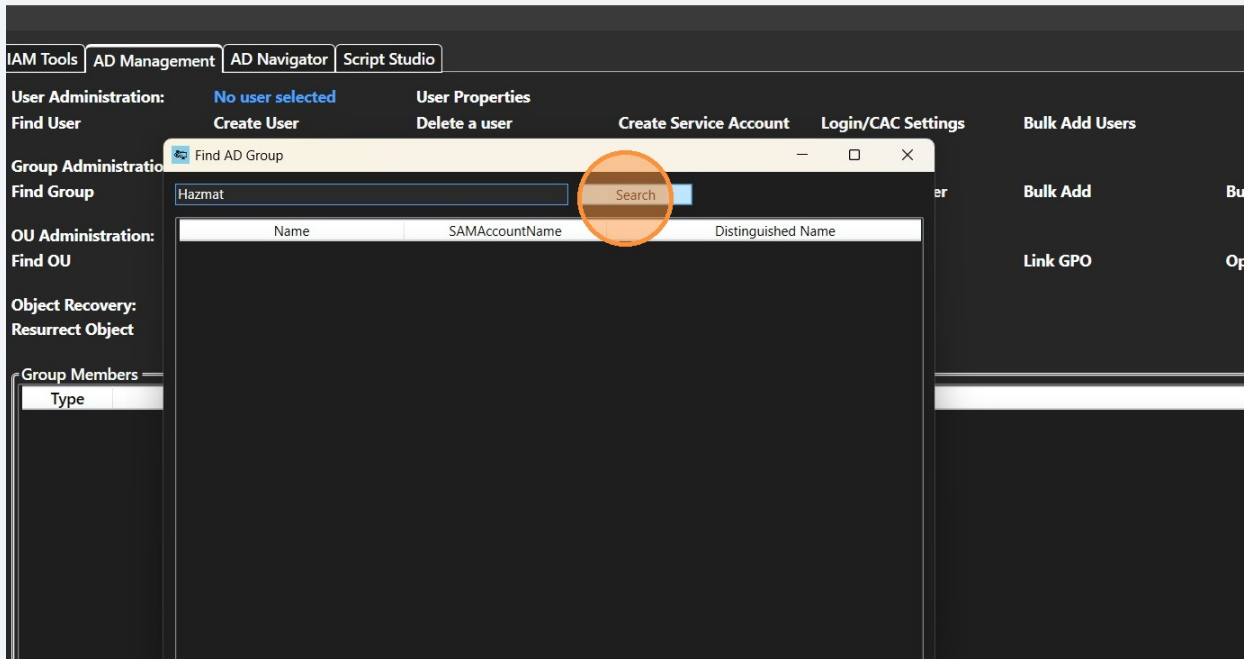 IAM Tools AD Management AD Navigator Script Studio
User Administration: No user selected User Properties
Find User Create User Delete a user Create Service Account Login/CAC Settings Bulk Add Users
Find AD Group
Group Administratio
Find Group Hazmat Search er Bulk Add Bu
Name SAMAccountName Distinguished Name
OU Administration:
Find OU Link GPO Op
Object Recovery:
Resurrect Object
Group Members
Type